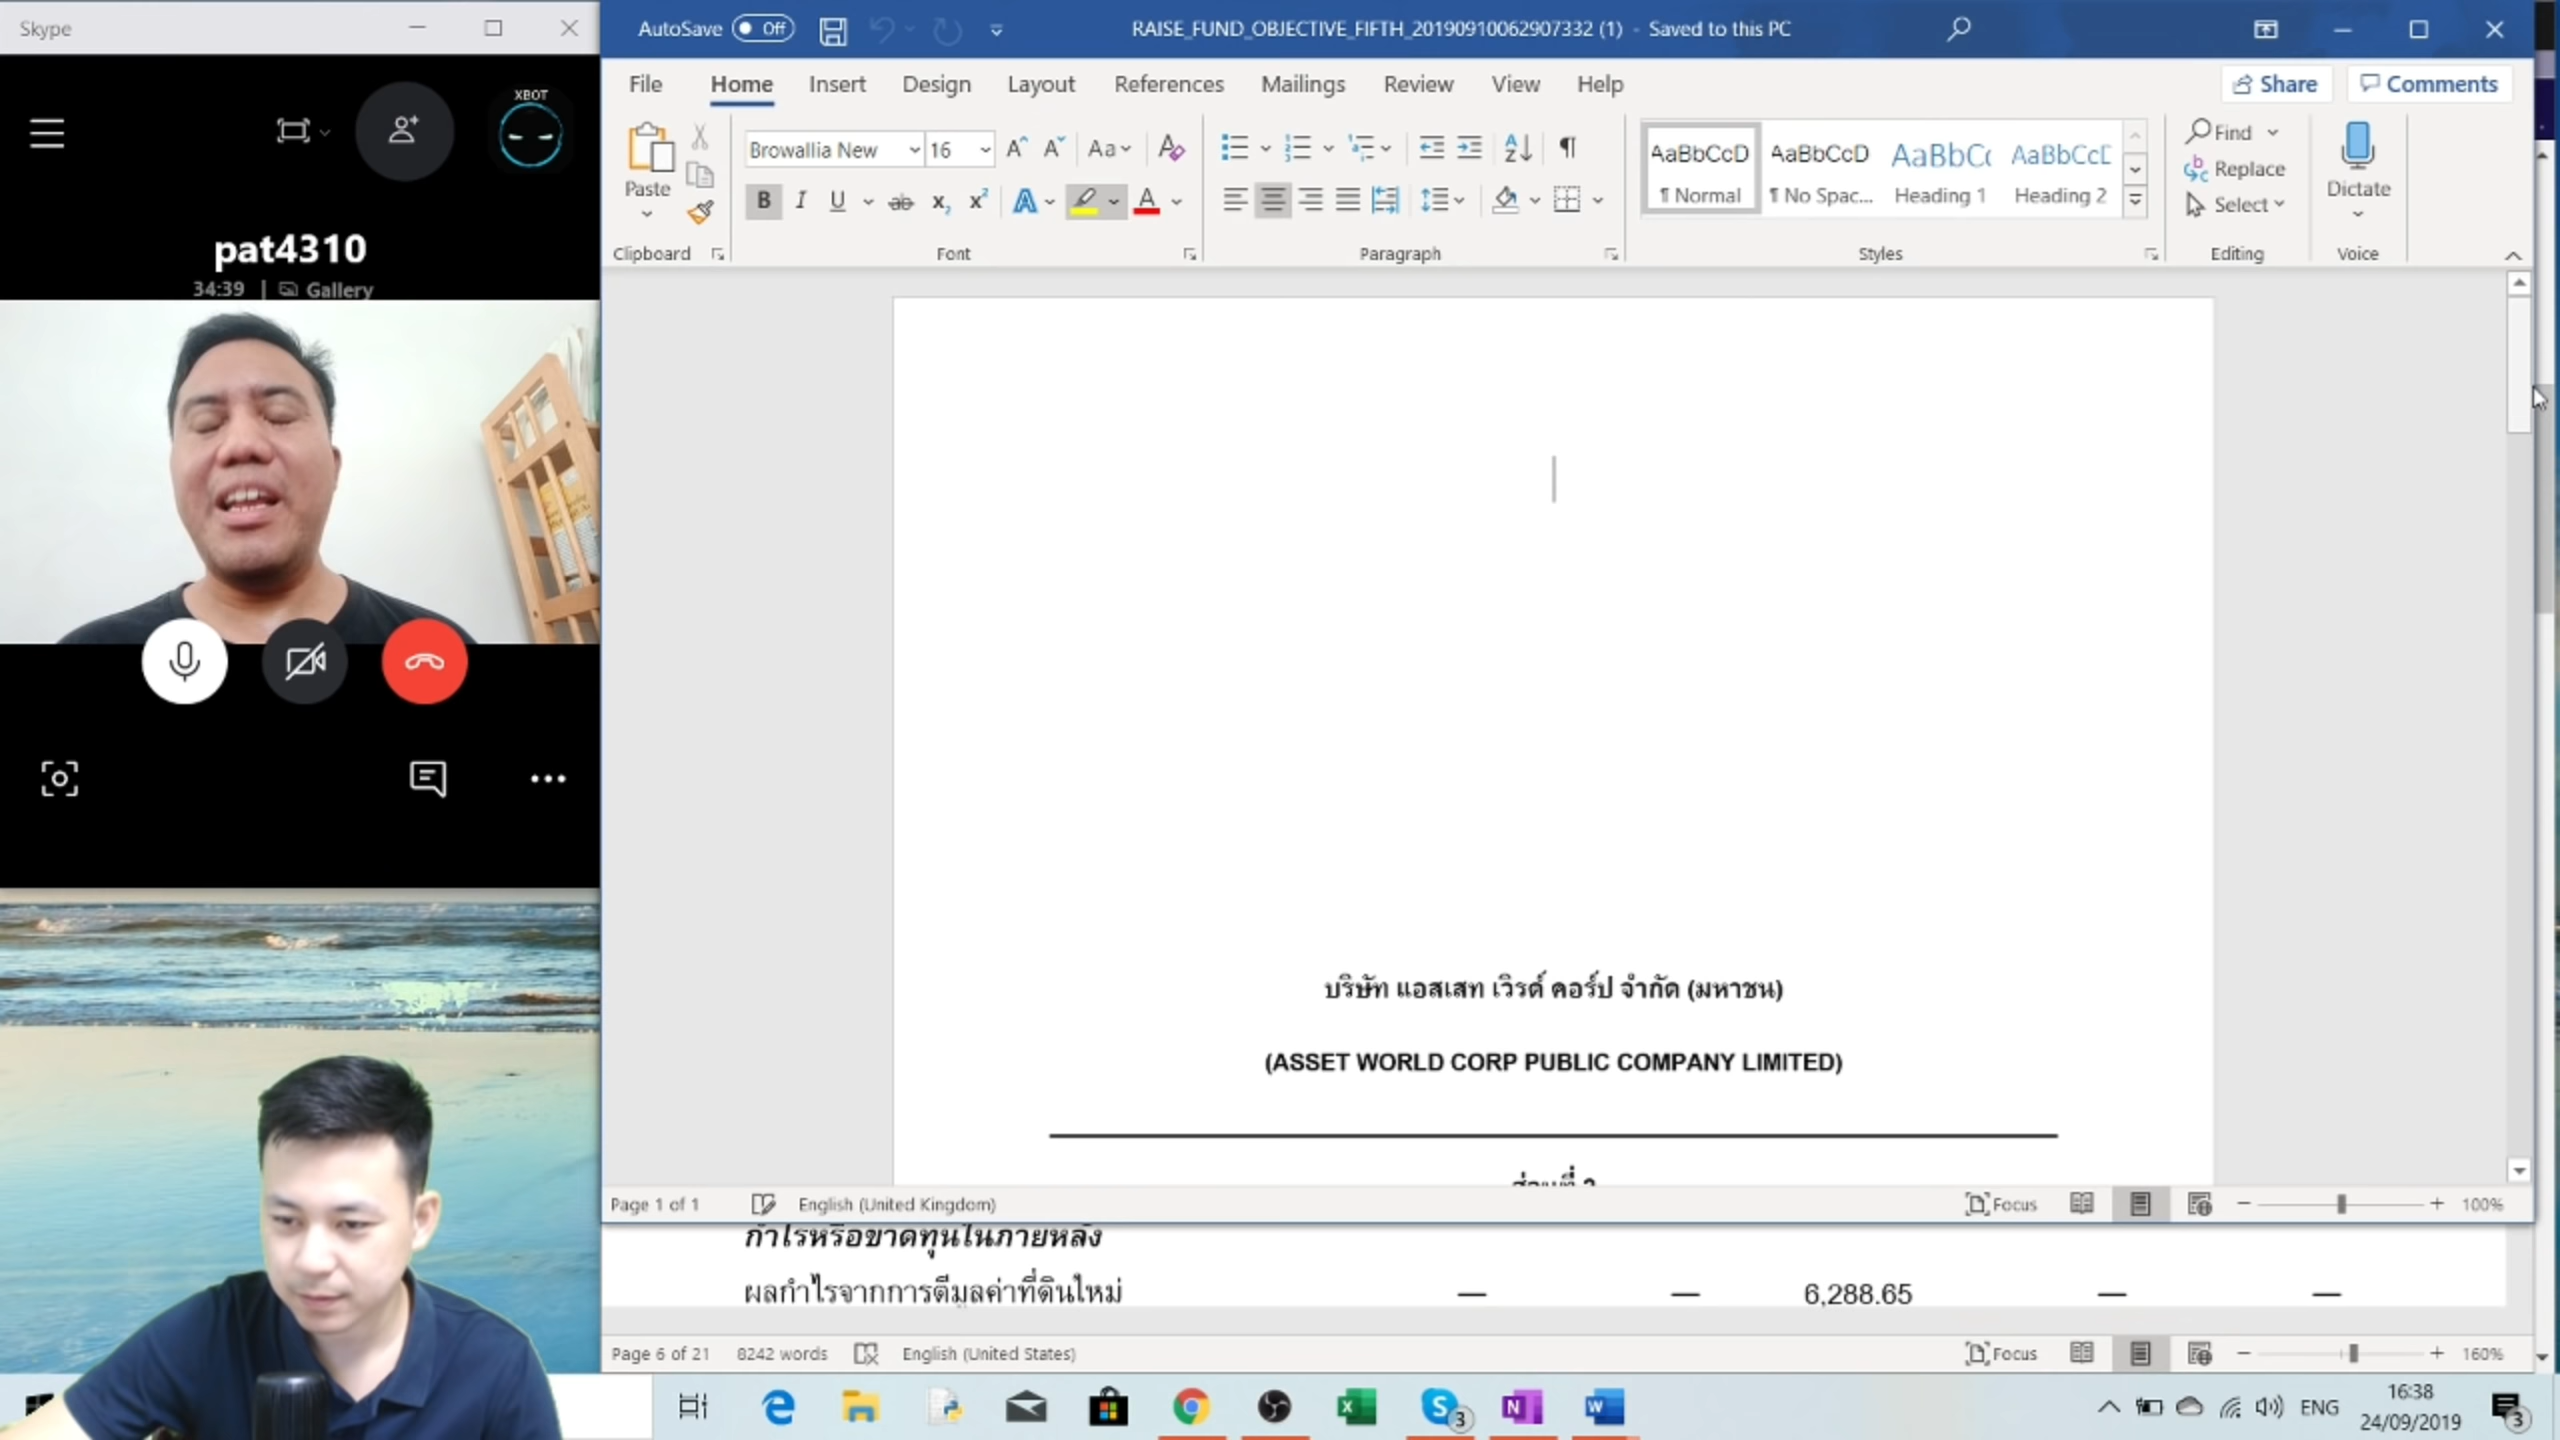 Skype
XBOT
pat4310
34:39 | Gallery
AutoSave Off
RAISE_FUND_OBJECTIVE_FIFTH_20190910062907332 (1) - Saved to this PC
File Home Insert Design Layout References Mailings Review View Help
Share Comments
Paste
Clipboard
Browallia New 16
Font
Paragraph
AaBbCcD AaBbCcD AaBbCc AaBbCcD
¶ Normal ¶ No Spac... Heading 1 Heading 2
Styles
Find
Replace
Select
Editing
Dictate
Voice
บริษัท แอสเสท เวิรด์ คอร์ป จำกัด (มหาชน)
(ASSET WORLD CORP PUBLIC COMPANY LIMITED)
ส่วนที่ 2
Page 1 of 1 English (United Kingdom) Focus 100%
กำไรหรือขาดทุนในภายหลัง
ผลกำไรจากการตีมูลค่าที่ดินใหม่ — — 6,288.65 — —
Page 6 of 21 8242 words English (United States) Focus 160%
3
ENG
16:38
24/09/2019
3